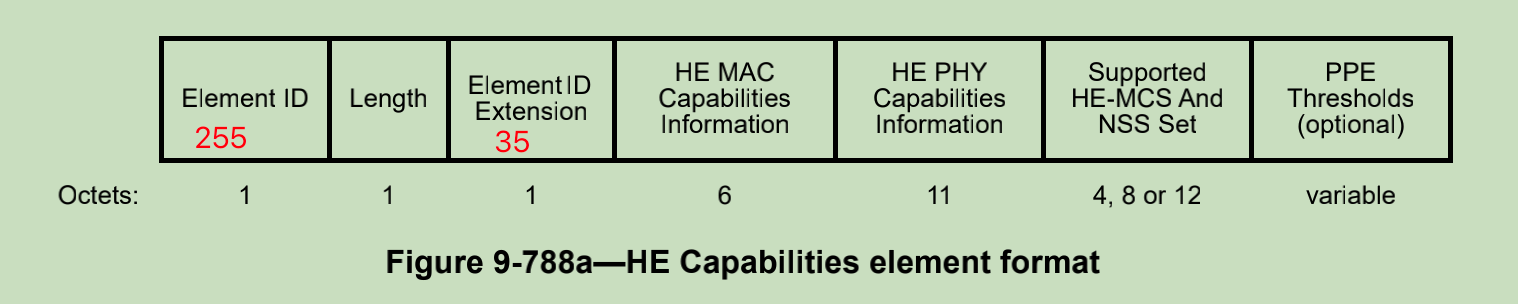 Element ID
255
Length
Element ID
Extension
35
HE MAC
Capabilities
Information
HE PHY
Capabilities
Information
Supported
HE-MCS And
NSS Set
PPE
Thresholds
(optional)
Octets: 1 1 1 6 11 4, 8 or 12 variable
Figure 9-788a—HE Capabilities element format